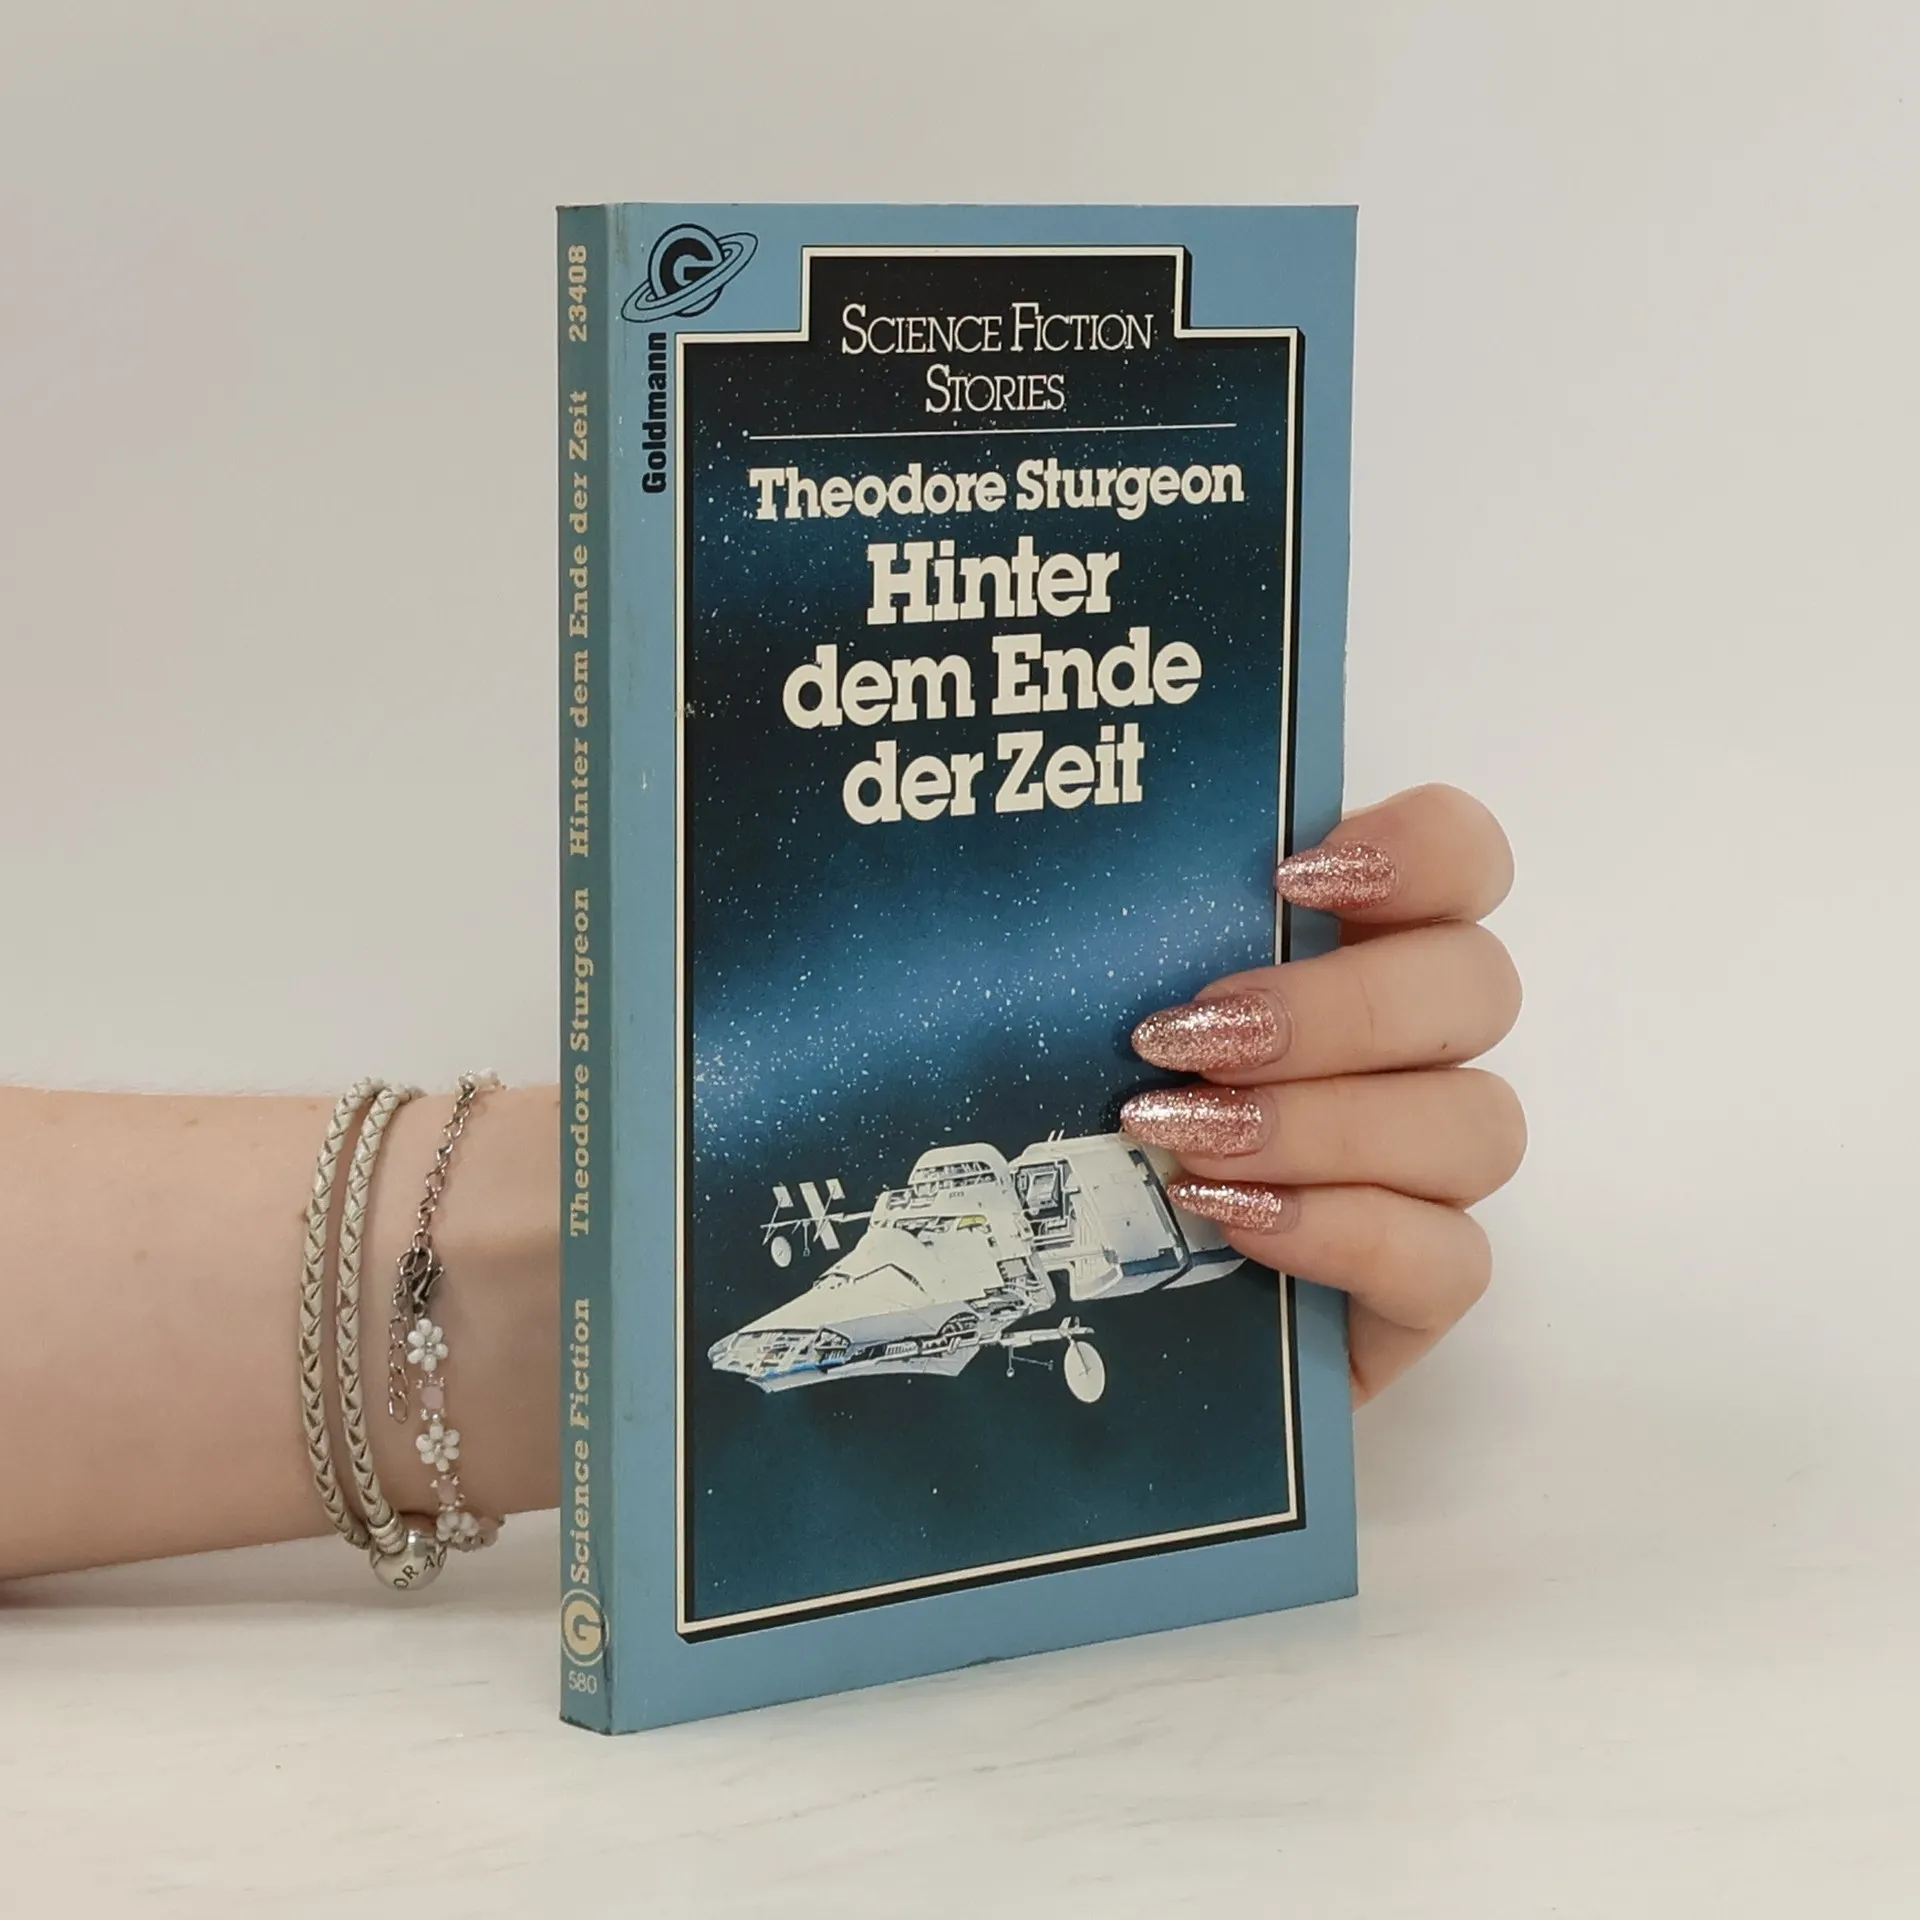 Goldmann
SCIENCE FICTION
STORIES
Theodore Sturgeon
Hinter
dem Ende
der Zeit
580 G Science Fiction Theodore Sturgeon Hinter dem Ende der Zeit 23408